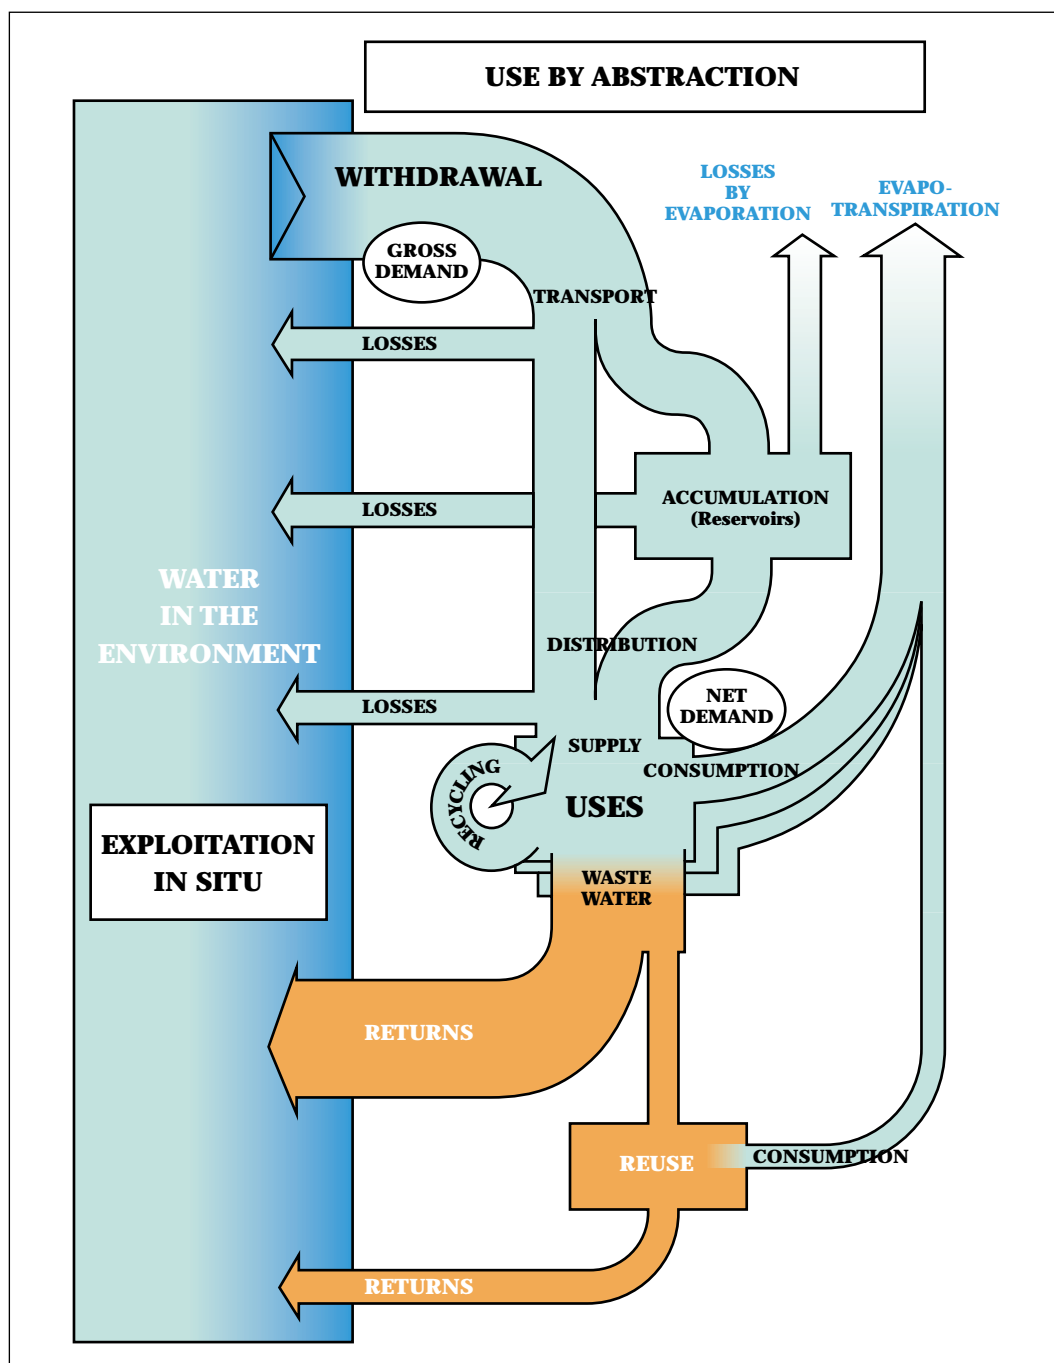 USE BY ABSTRACTION
WITHDRAWAL
LOSSES
BY
EVAPORATION
EVAPO-
TRANSPIRATION
GROSS
DEMAND
TRANSPORT
LOSSES
ACCUMULATION
(Reservoirs)
LOSSES
WATER
IN THE
ENVIRONMENT
DISTRIBUTION
LOSSES
NET
DEMAND
SUPPLY
CONSUMPTION
RECYCLING
USES
EXPLOITATION
IN SITU
WASTE
WATER
RETURNS
REUSE
CONSUMPTION
RETURNS